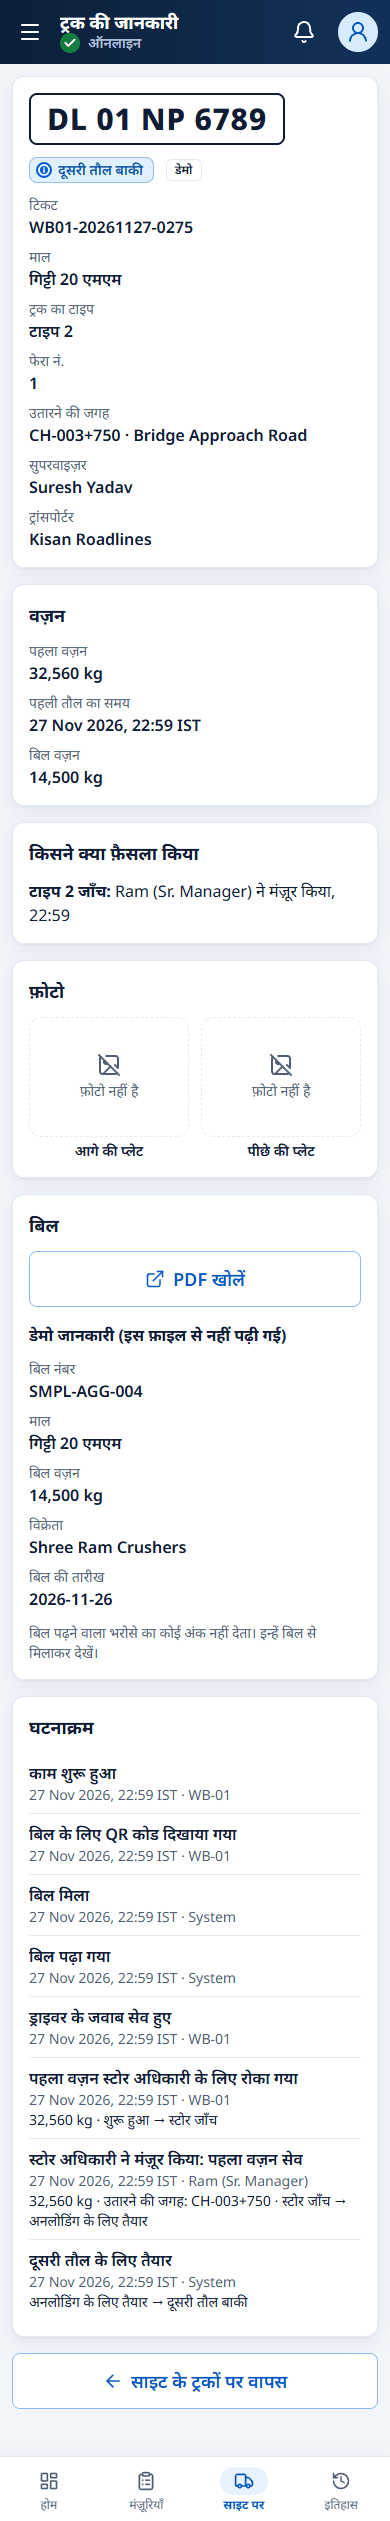 ट्रक की जानकारी
ऑनलाइन
DL 01 NP 6789
दूसरी तौल बाकी
डेमो
टिकट
WB01-20261127-0275
माल
गिट्टी 20 एमएम
ट्रक का टाइप
टाइप 2
फेरा नं.
1
उतारने की जगह
CH-003+750 · Bridge Approach Road
सुपरवाइज़र
Suresh Yadav
ट्रांसपोर्टर
Kisan Roadlines
वज़न
पहला वज़न
32,560 kg
पहली तौल का समय
27 Nov 2026, 22:59 IST
बिल वज़न
14,500 kg
किसने क्या फ़ैसला किया
टाइप 2 जाँच: Ram (Sr. Manager) ने मंज़ूर किया,
22:59
फ़ोटो
फ़ोटो नहीं है
फ़ोटो नहीं है
आगे की प्लेट
पीछे की प्लेट
बिल
PDF खोलें
डेमो जानकारी (इस फ़ाइल से नहीं पढ़ी गई)
बिल नंबर
SMPL-AGG-004
माल
गिट्टी 20 एमएम
बिल वज़न
14,500 kg
विक्रेता
Shree Ram Crushers
बिल की तारीख
2026-11-26
बिल पढ़ने वाला भरोसे का कोई अंक नहीं देता। इन्हें बिल से
मिलाकर देखें।
घटनाक्रम
काम शुरू हुआ
27 Nov 2026, 22:59 IST · WB-01
बिल के लिए QR कोड दिखाया गया
27 Nov 2026, 22:59 IST · WB-01
बिल मिला
27 Nov 2026, 22:59 IST · System
बिल पढ़ा गया
27 Nov 2026, 22:59 IST · System
ड्राइवर के जवाब सेव हुए
27 Nov 2026, 22:59 IST · WB-01
पहला वज़न स्टोर अधिकारी के लिए रोका गया
27 Nov 2026, 22:59 IST · WB-01
32,560 kg · शुरू हुआ → स्टोर जाँच
स्टोर अधिकारी ने मंज़ूर किया: पहला वज़न सेव
27 Nov 2026, 22:59 IST · Ram (Sr. Manager)
32,560 kg · उतारने की जगह: CH-003+750 · स्टोर जाँच →
अनलोडिंग के लिए तैयार
दूसरी तौल के लिए तैयार
27 Nov 2026, 22:59 IST · System
अनलोडिंग के लिए तैयार → दूसरी तौल बाकी
साइट के ट्रकों पर वापस
होम
मंज़ूरियाँ
साइट पर
इतिहास